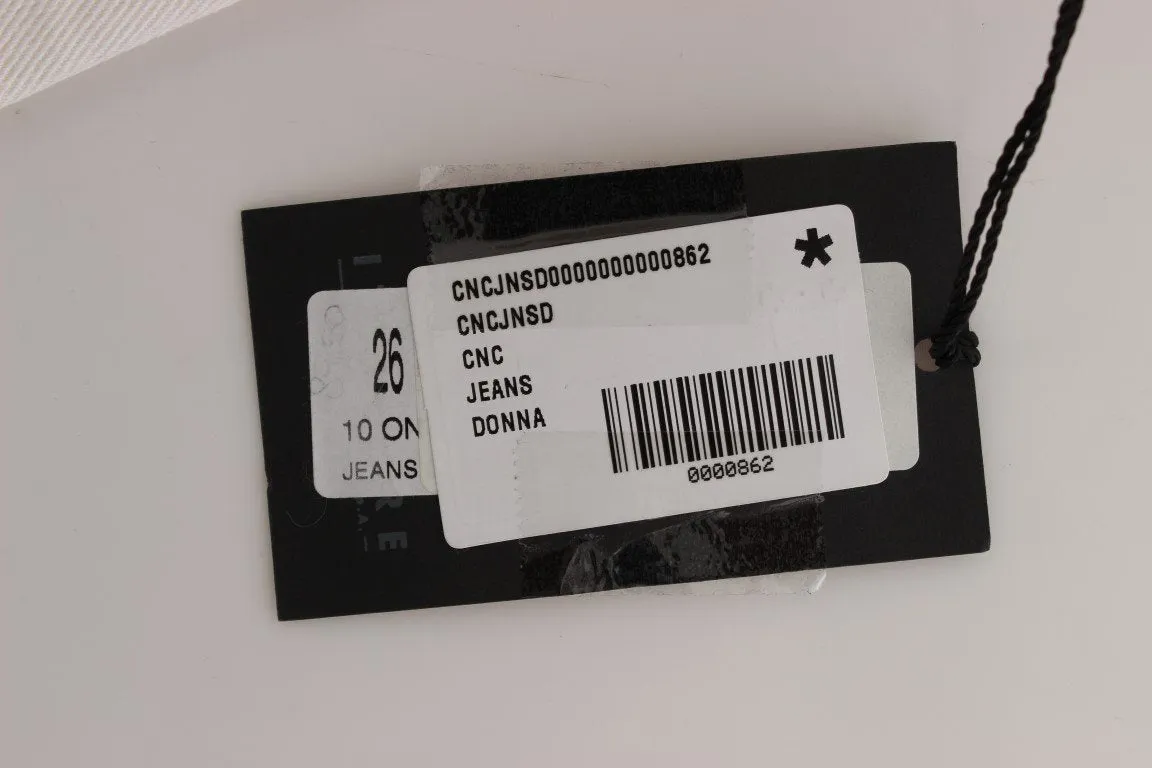 CNCJNSD0000000000862
CNCJNSD
CNC
JEANS
DONNA
0000862
26
10 ON
JEANS